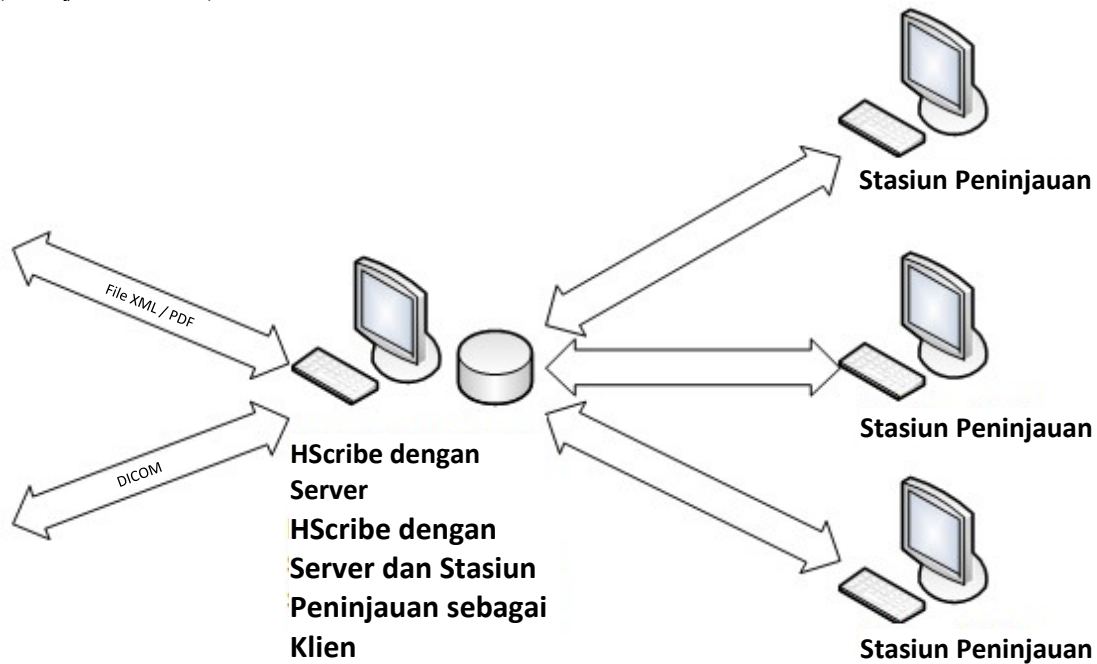 Stasiun Peninjauan
File XML / PDF
DICOM
HScribe dengan
Server
HScribe dengan
Server dan Stasiun
Peninjauan sebagai
Klien
Stasiun Peninjauan
Stasiun Peninjauan